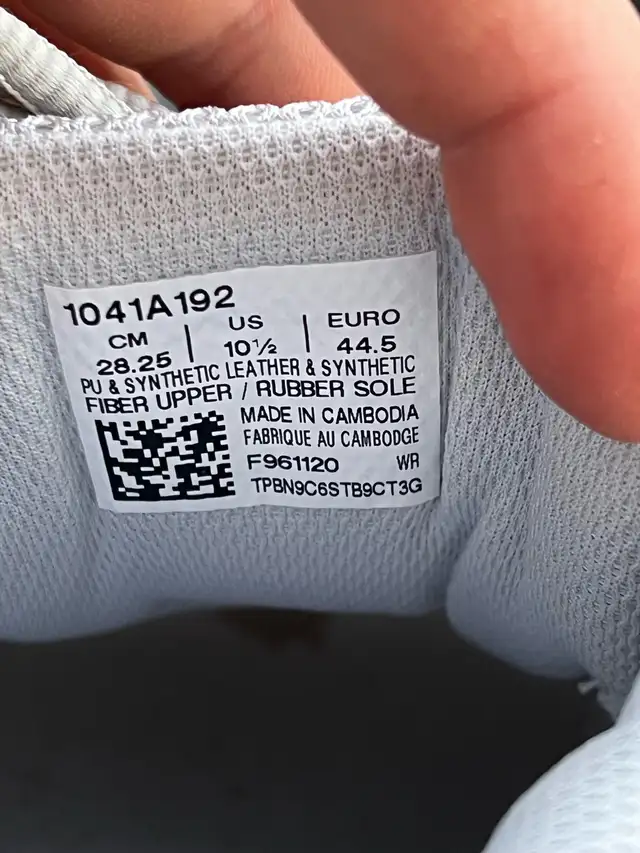 1041A192
CM | US | EURO
28.25 | 10½ | 44.5
PU & SYNTHETIC LEATHER & SYNTHETIC
FIBER UPPER / RUBBER SOLE
MADE IN CAMBODIA
FABRIQUE AU CAMBODGE
F961120 WR
TPBN9C6STB9CT3G